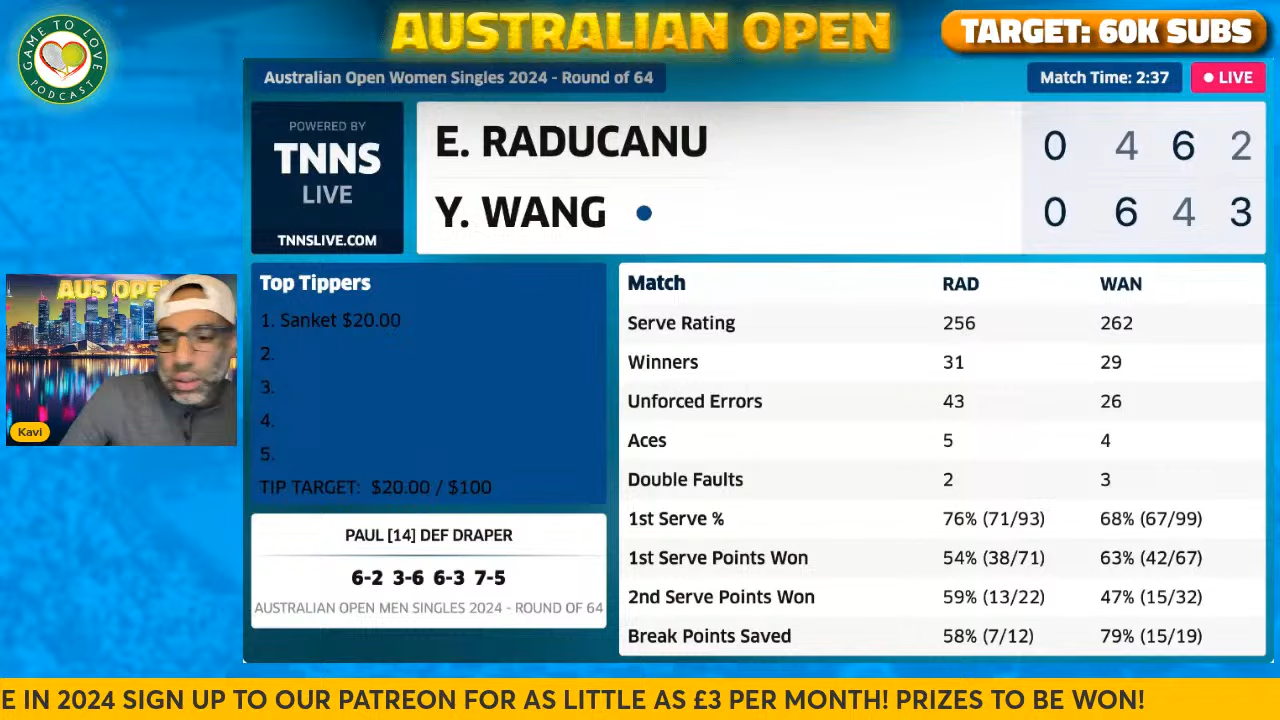 GAME TO LOVE
PODCAST
AUSTRALIAN OPEN
TARGET: 60K SUBS
Australian Open Women Singles 2024 - Round of 64
Match Time: 2:37
LIVE
POWERED BY
TNNS
LIVE
TNNSLIVE.COM
E. RADUCANU 0 4 6 2
Y. WANG 0 6 4 3
AUS OPE
Kavi
Top Tippers
1. Sanket $20.00
2.
3.
4.
5.
TIP TARGET: $20.00 / $100
PAUL [14] DEF DRAPER
6-2 3-6 6-3 7-5
AUSTRALIAN OPEN MEN SINGLES 2024 - ROUND OF 64
Match RAD WAN
Serve Rating 256 262
Winners 31 29
Unforced Errors 43 26
Aces 5 4
Double Faults 2 3
1st Serve % 76% (71/93) 68% (67/99)
1st Serve Points Won 54% (38/71) 63% (42/67)
2nd Serve Points Won 59% (13/22) 47% (15/32)
Break Points Saved 58% (7/12) 79% (15/19)
E IN 2024 SIGN UP TO OUR PATREON FOR AS LITTLE AS £3 PER MONTH! PRIZES TO BE WON!